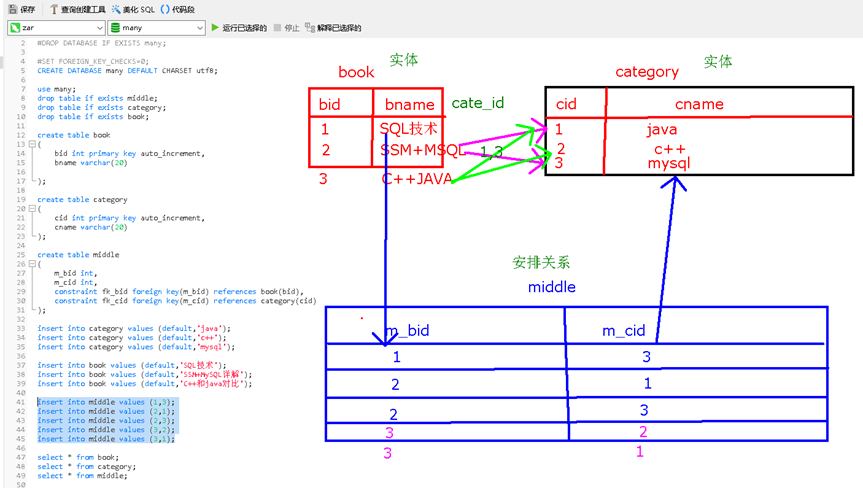 保存 查询创建工具 美化 SQL () 代码段
zar many 运行已选择的 停止 解释已选择的
2 #DROP DATABASE IF EXISTS many;
3
4 #SET FOREIGN_KEY_CHECKS=0;
5 CREATE DATABASE many DEFAULT CHARSET utf8;
6
7 use many;
8 drop table if exists middle;
9 drop table if exists category;
10 drop table if exists book;
11
12 create table book
13 (
14 bid int primary key auto_increment,
15 bname varchar(20)
16
17 );
18
19 create table category
20 (
21 cid int primary key auto_increment,
22 cname varchar(20)
23 );
24
25 create table middle
26 (
27 m_bid int,
28 m_cid int,
29 constraint fk_bid foreign key(m_bid) references book(bid),
30 constraint fk_cid foreign key(m_cid) references category(cid)
31 );
32
33 insert into category values (default,'java');
34 insert into category values (default,'c++');
35 insert into category values (default,'mysql');
36
37 insert into book values (default,'SQL技术');
38 insert into book values (default,'SSM+MySQL详解');
39 insert into book values (default,'C++和java对比');
40
41 insert into middle values (1,3);
42 insert into middle values (2,1);
43 insert into middle values (2,3);
44 insert into middle values (3,2);
45 insert into middle values (3,1);
46
47 select * from book;
48 select * from category;
49 select * from middle;
50
实体
book
bid bname
1 SQL技术
2 SSM+MSQL
3 C++JAVA
cate_id
1,3
实体
category
cid cname
1 java
2 c++
3 mysql
安排关系
middle
m_bid m_cid
1 3
2 1
2 3
3 2
3 1